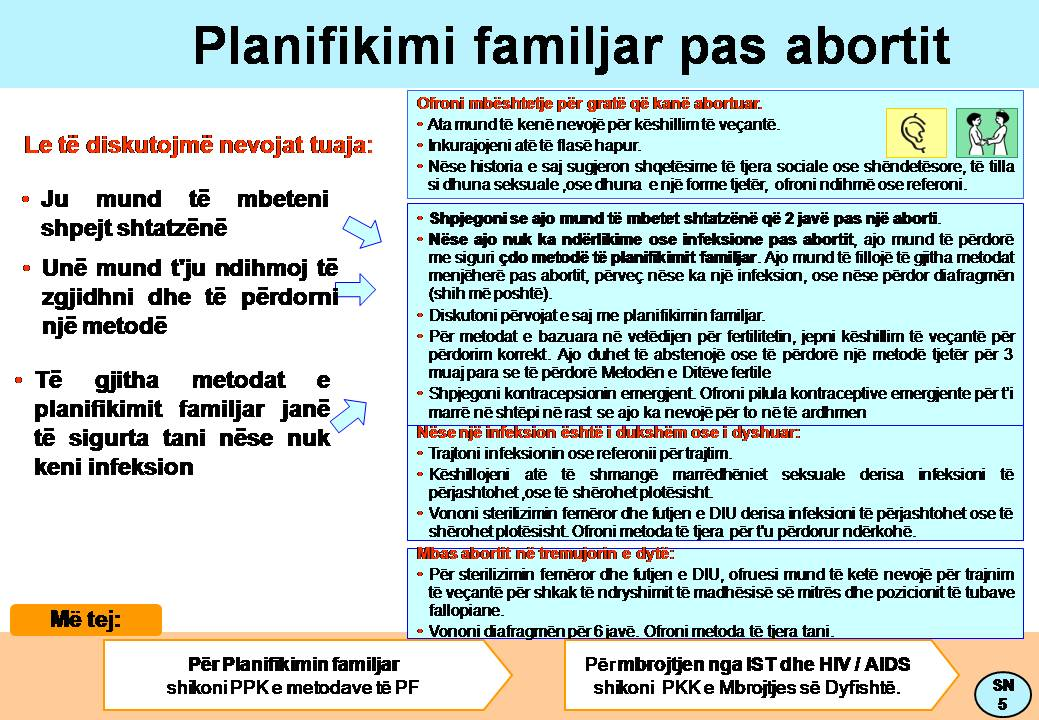 Planifikimi familjar pas abortit
Le të diskutojmë nevojat tuaja:
• Ju mund të mbeteni
shpejt shtatzënë
• Unë mund t'ju ndihmoj të
zgjidhni dhe të përdorni
një metodë
• Të gjitha metodat e
planifikimit familjar janë
të sigurta tani nëse nuk
keni infeksion
Ofroni mbështetje për gratë që kanë abortuar.
• Ata mund të kenë nevojë për këshillim të veçantë.
• Inkurajojeni atë të flasë hapur.
• Nëse historia e saj sugjeron shqetësime të tjera sociale ose shëndetësore, të tilla
si dhuna seksuale ,ose dhuna e një forme tjetër, ofroni ndihmë ose referoni.
• Shpjegoni se ajo mund të mbetet shtatzënë që 2 javë pas një aborti.
• Nëse ajo nuk ka ndërlikime ose infeksione pas abortit, ajo mund të përdorë
me siguri çdo metodë të planifikimit familjar. Ajo mund të fillojë të gjitha metodat
menjëherë pas abortit, përveç nëse ka një infeksion, ose nëse përdor diafragmën
(shih më poshtë).
• Diskutoni përvojat e saj me planifikimin familjar.
• Për metodat e bazuara në vetëdijen për fertilitetin, jepni këshillim të veçantë për
përdorim korrekt. Ajo duhet të abstenojë ose të përdorë një metodë tjetër për 3
muaj para se të përdorë Metodën e Ditëve fertile
• Shpjegoni kontracepsionin emergjent. Ofroni pilula kontraceptive emergjente për t'i
marrë në shtëpi në rast se ajo ka nevojë për to në të ardhmen
Nëse një infeksion është i dukshëm ose i dyshuar:
• Trajtoni infeksionin ose referonii për trajtim.
• Këshillojeni atë të shmangë marrëdhëniet seksuale derisa infeksioni të
përjashtohet ,ose të shërohet plotësisht.
• Vononi sterilizimin femëror dhe futjen e DIU derisa infeksioni të përjashtohet ose të
shërohet plotësisht. Ofroni metoda të tjera për t'u përdorur ndërkohë.
Mbas abortit në tremujorin e dytë:
• Për sterilizimin femëror dhe futjen e DIU, ofruesi mund të ketë nevojë për trajnim
të veçantë për shkak të ndryshimit të madhësisë së mitrës dhe pozicionit të tubave
fallopiane.
• Vononi diafragmën për 6 javë. Ofroni metoda të tjera tani.
Më tej:
Për Planifikimin familjar
shikoni PPK e metodave të PF
Për mbrojtjen nga IST dhe HIV / AIDS
shikoni PKK e Mbrojtjes së Dyfishtë.
SN
5